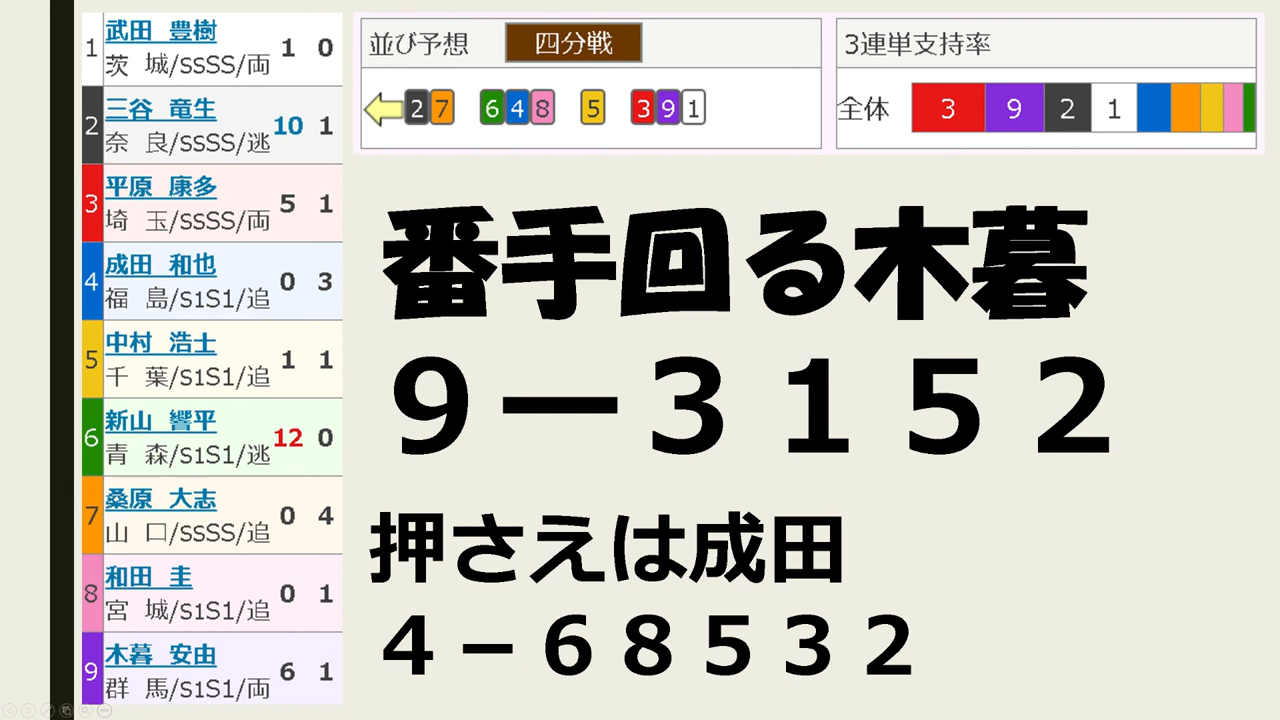 1 武田 豊樹 1 0
茨 城/SSSS/両
2 三谷 竜生 10 1
奈 良/SSSS/逃
3 平原 康多 5 1
埼 玉/SSSS/両
4 成田 和也 0 3
福 島/S1S1/追
5 中村 浩士 1 1
千 葉/S1S1/追
6 新山 響平 12 0
青 森/S1S1/逃
7 桑原 大志 0 4
山 口/SSSS/追
8 和田 圭 0 1
宮 城/S1S1/追
9 木暮 安由 6 1
群 馬/S1S1/両
並び予想 四分戦
2 7 6 4 8 5 3 9 1
3連単支持率
全体 3 9 2 1
番手回る木暮
9ー3152
押さえは成田
4－68532